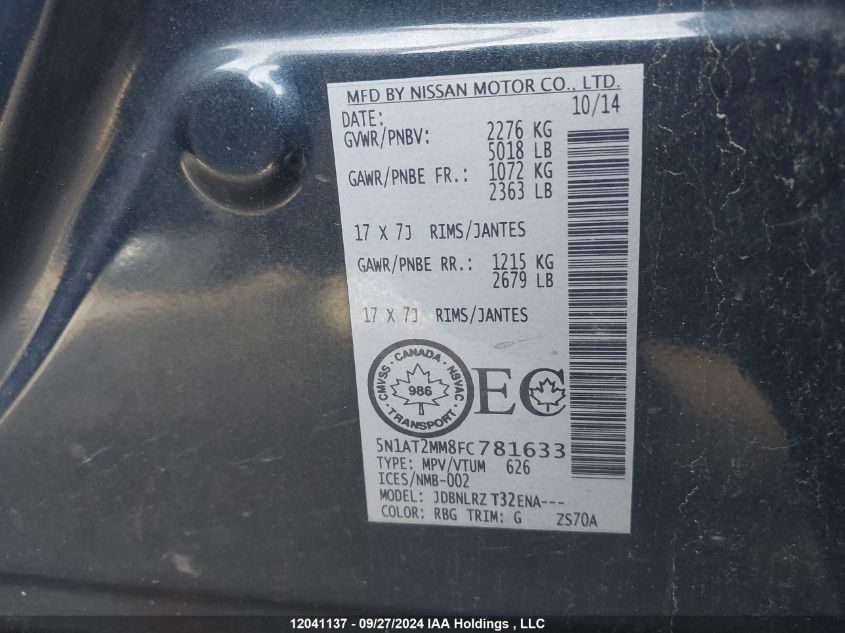 MFD BY NISSAN MOTOR CO., LTD.
DATE: 10/14
GVWR/PNBV: 2276 KG
5018 LB
GAWR/PNBE FR.: 1072 KG
2363 LB
17 X 7J RIMS/JANTES
GAWR/PNBE RR.: 1215 KG
2679 LB
17 X 7J RIMS/JANTES
CMVSS · CANADA · NSVAC
986
TRANSPORT
EC
5N1AT2MM8FC781633
TYPE: MPV/VTUM 626
ICES/NMB-002
MODEL: JDBNLRZ T32ENA---
COLOR: RBG TRIM: G ZS70A
12041137 - 09/27/2024 IAA Holdings , LLC